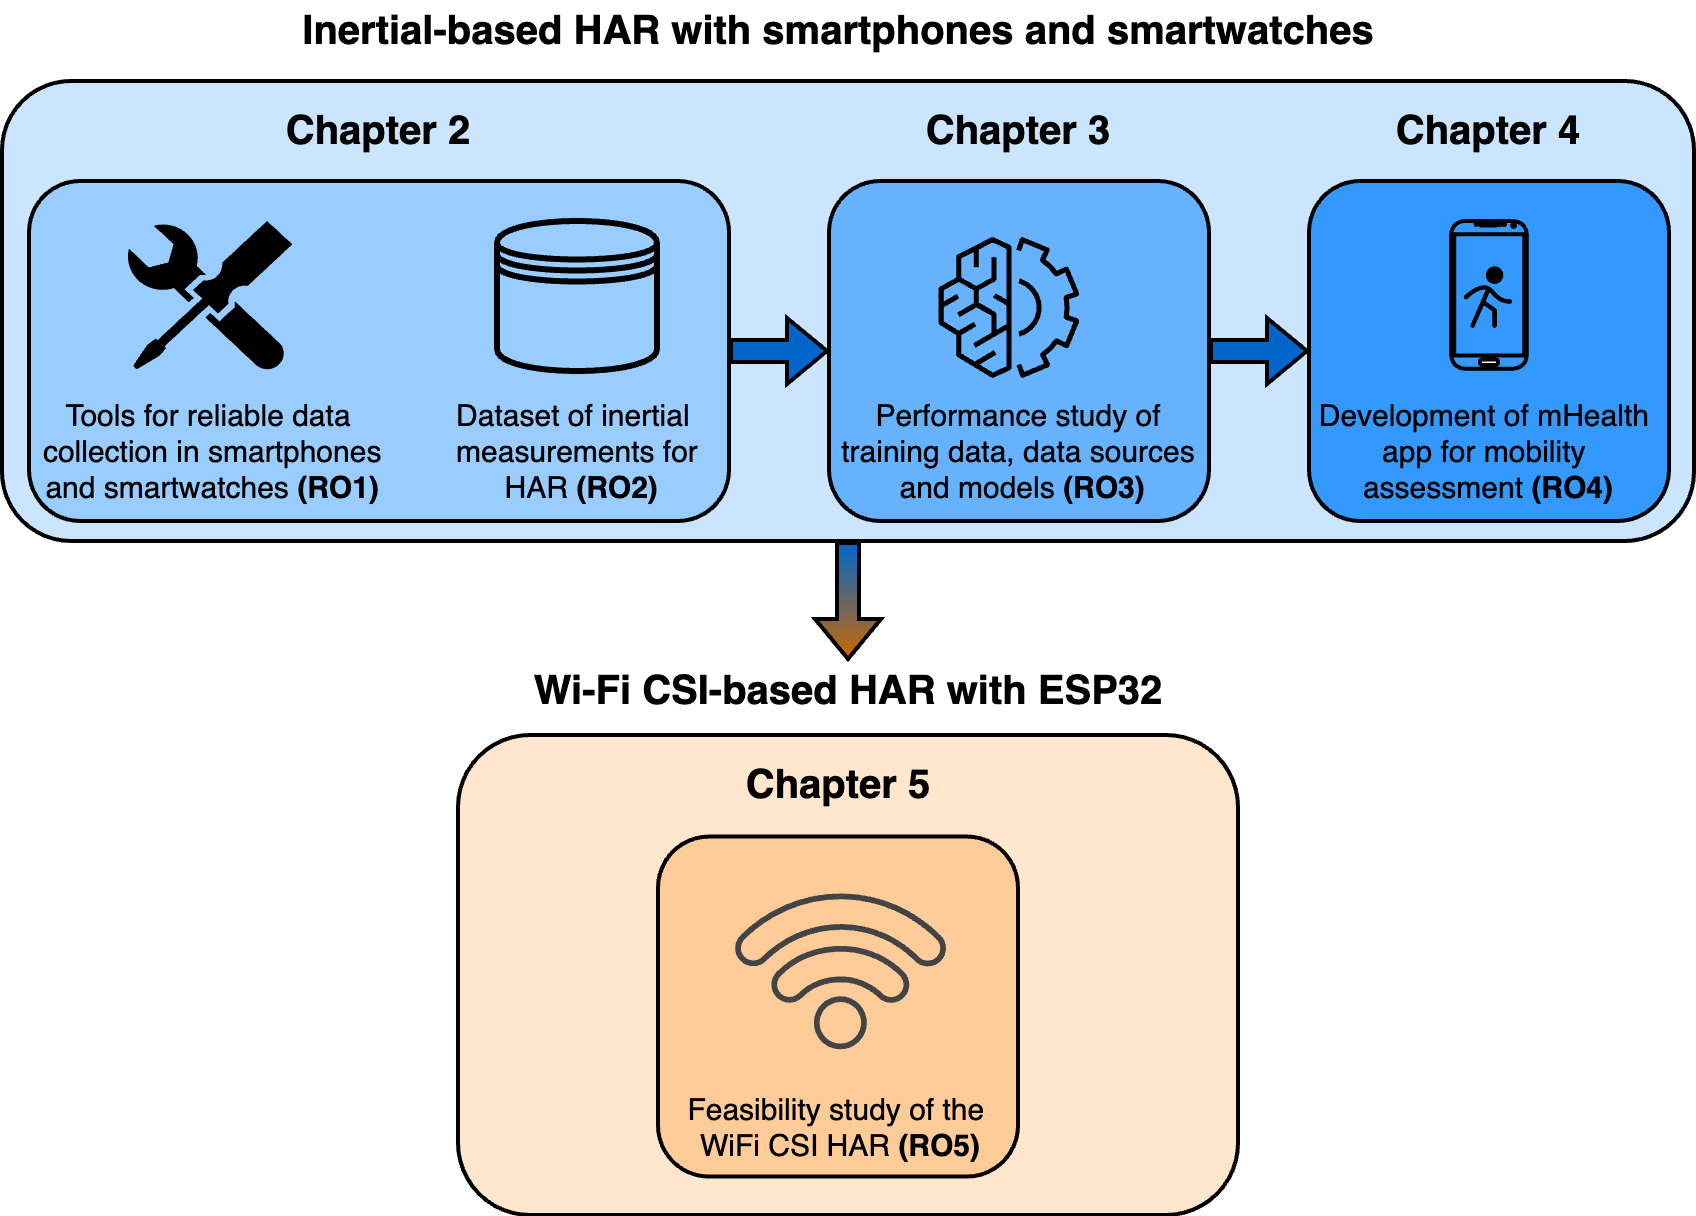 Inertial-based HAR with smartphones and smartwatches
Chapter 2
Tools for reliable data
collection in smartphones
and smartwatches (RO1)
Dataset of inertial
measurements for
HAR (RO2)
Chapter 3
Performance study of
training data, data sources
and models (RO3)
Chapter 4
Development of mHealth
app for mobility
assessment (RO4)
Wi-Fi CSI-based HAR with ESP32
Chapter 5
Feasibility study of the
WiFi CSI HAR (RO5)